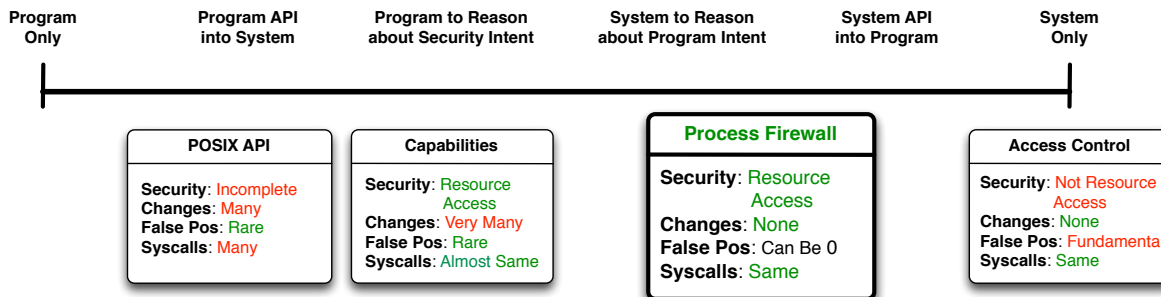 Program Only
Program API into System
Program to Reason about Security Intent
System to Reason about Program Intent
System API into Program
System Only
POSIX API
Security: Incomplete
Changes: Many
False Pos: Rare
Syscalls: Many
Capabilities
Security: Resource
Access
Changes: Very Many
False Pos: Rare
Syscalls: Almost Same
Process Firewall
Security: Resource
Access
Changes: None
False Pos: Can Be 0
Syscalls: Same
Access Control
Security: Not Resource
Access
Changes: None
False Pos: Fundamenta
Syscalls: Same